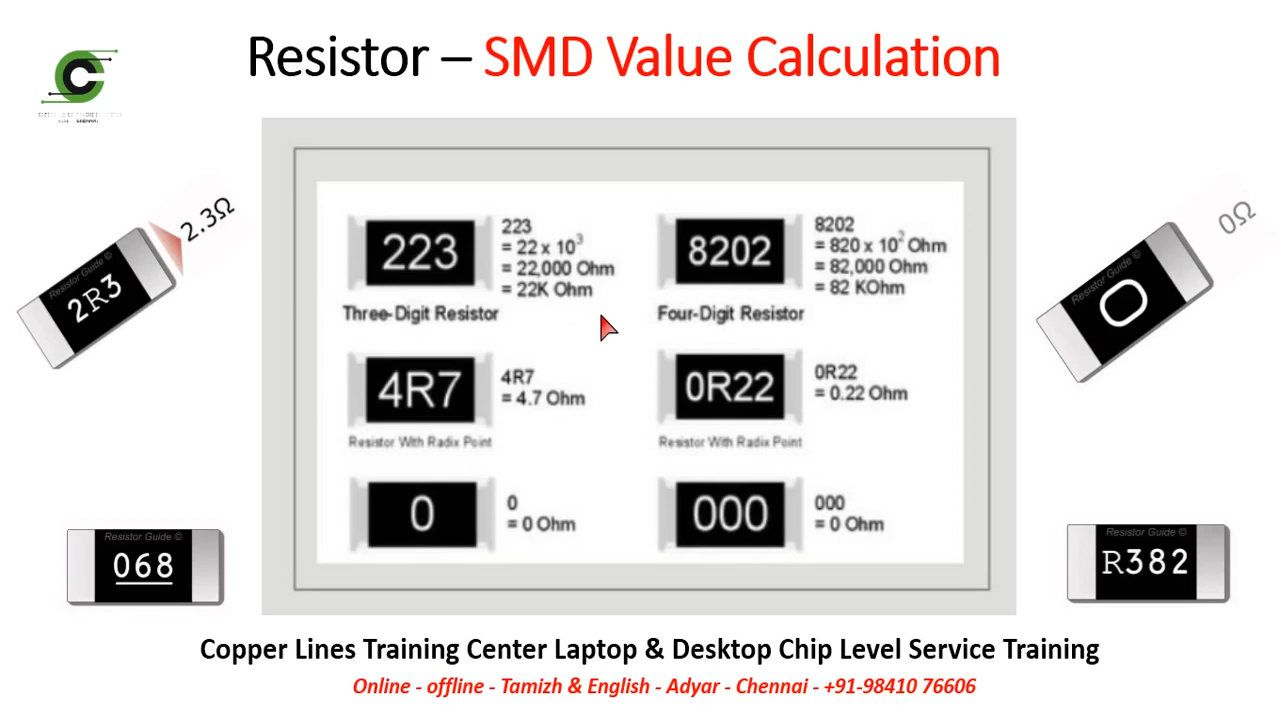 Resistor – SMD Value Calculation
2.3Ω
Resistor Guide ©
2R3
223
223
= 22 x 10³
= 22,000 Ohm
= 22K Ohm
Three-Digit Resistor
8202
8202
= 820 x 10² Ohm
= 82,000 Ohm
= 82 KOhm
Four-Digit Resistor
0Ω
Resistor Guide ©
0
4R7
4R7
= 4.7 Ohm
Resistor With Radix Point
0R22
0R22
= 0.22 Ohm
Resistor With Radix Point
0
0
= 0 Ohm
000
000
= 0 Ohm
Resistor Guide ©
068
Resistor Guide ©
R382
Copper Lines Training Center Laptop & Desktop Chip Level Service Training
Online - offline - Tamizh & English - Adyar - Chennai - +91-98410 76606